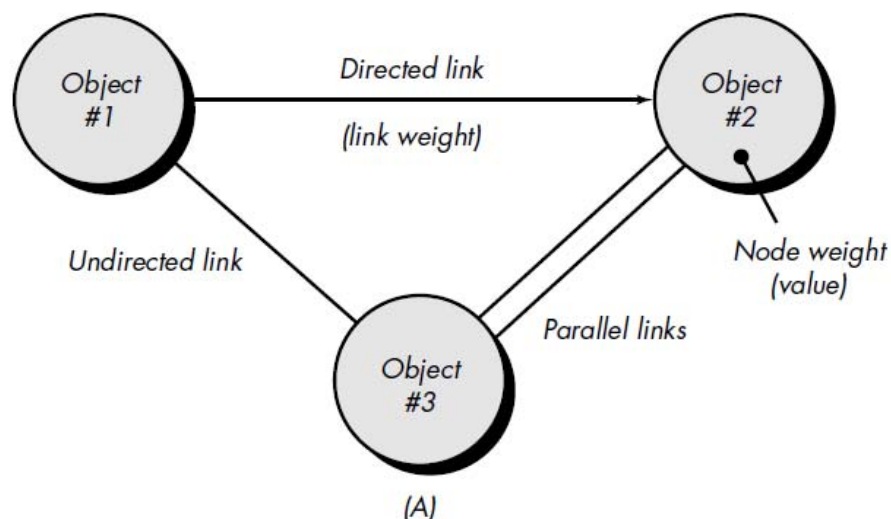 Object
#1
Directed link
(link weight)
Object
#2
Undirected link
Node weight
(value)
Parallel links
Object
#3
(A)